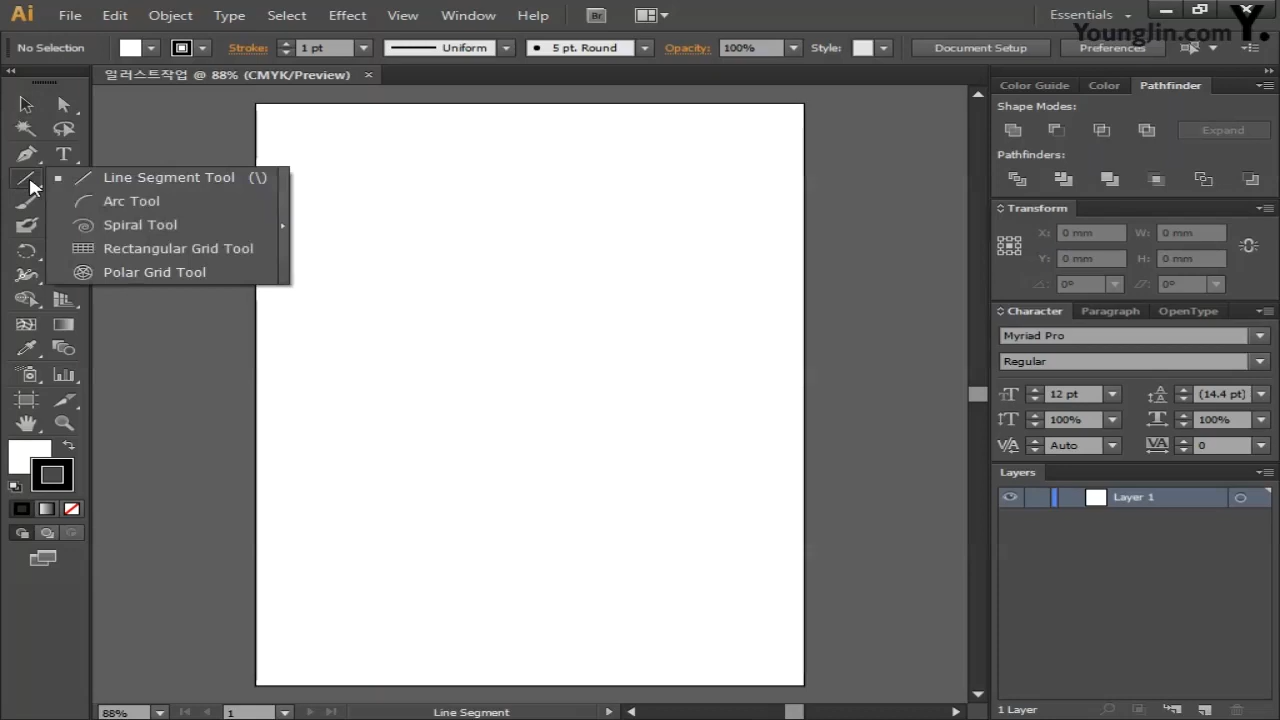 Ai File Edit Object Type Select Effect View Window Help Br Essentials
YoungJin.com Y.
No Selection Stroke: 1 pt Uniform 5 pt. Round Opacity: 100% Style: Document Setup Preferences
일러스트작업 @ 88% (CMYK/Preview) ×
Color Guide Color Pathfinder
Shape Modes:
Expand
Pathfinders:
Line Segment Tool (\)
Arc Tool
Spiral Tool
Rectangular Grid Tool
Polar Grid Tool
Transform
X: 0 mm W: 0 mm
Y: 0 mm H: 0 mm
0° 0°
Character Paragraph OpenType
Myriad Pro
Regular
12 pt (14.4 pt)
100% 100%
Auto 0
Layers
Layer 1
1 Layer
88% 1 Line Segment